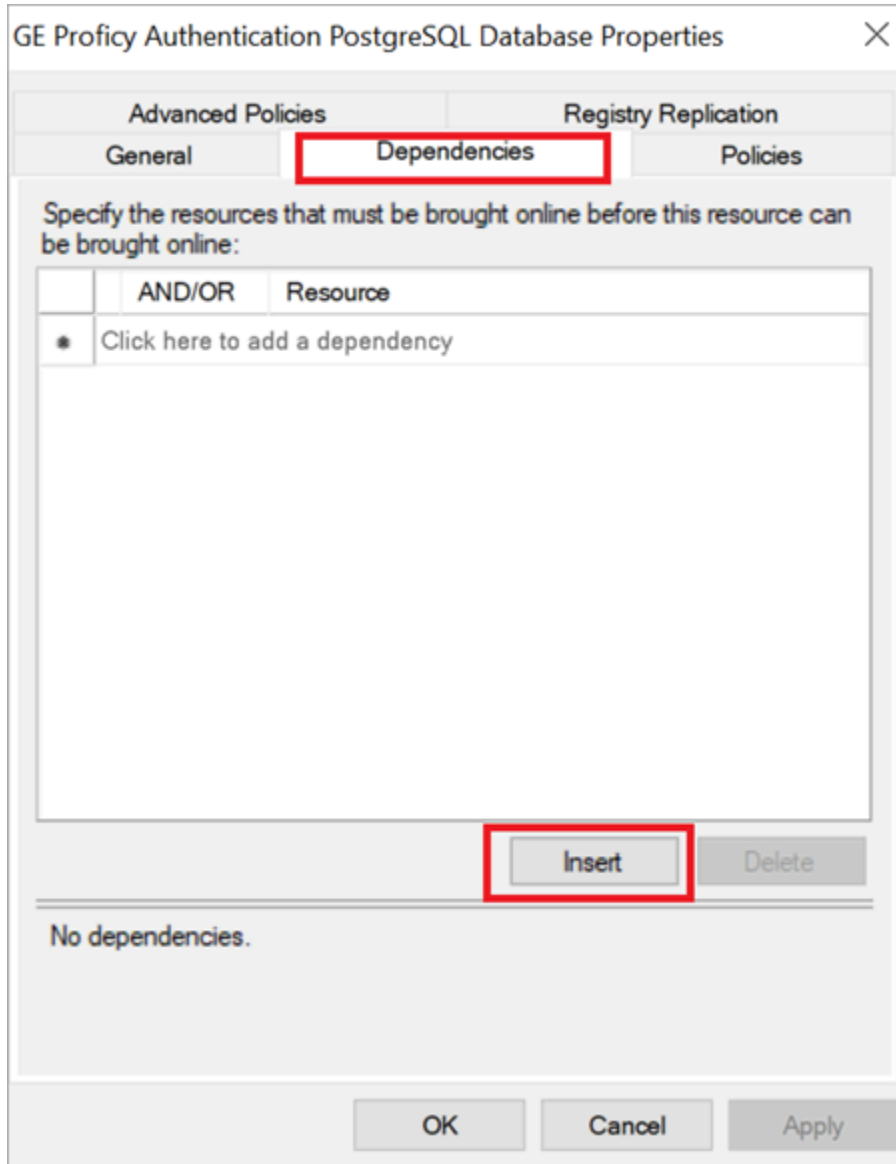 GE Proficy Authentication PostgreSQL Database Properties
Advanced Policies Registry Replication
General Dependencies Policies
Specify the resources that must be brought online before this resource can
be brought online:
AND/OR Resource
Click here to add a dependency
Insert Delete
No dependencies.
OK Cancel Apply